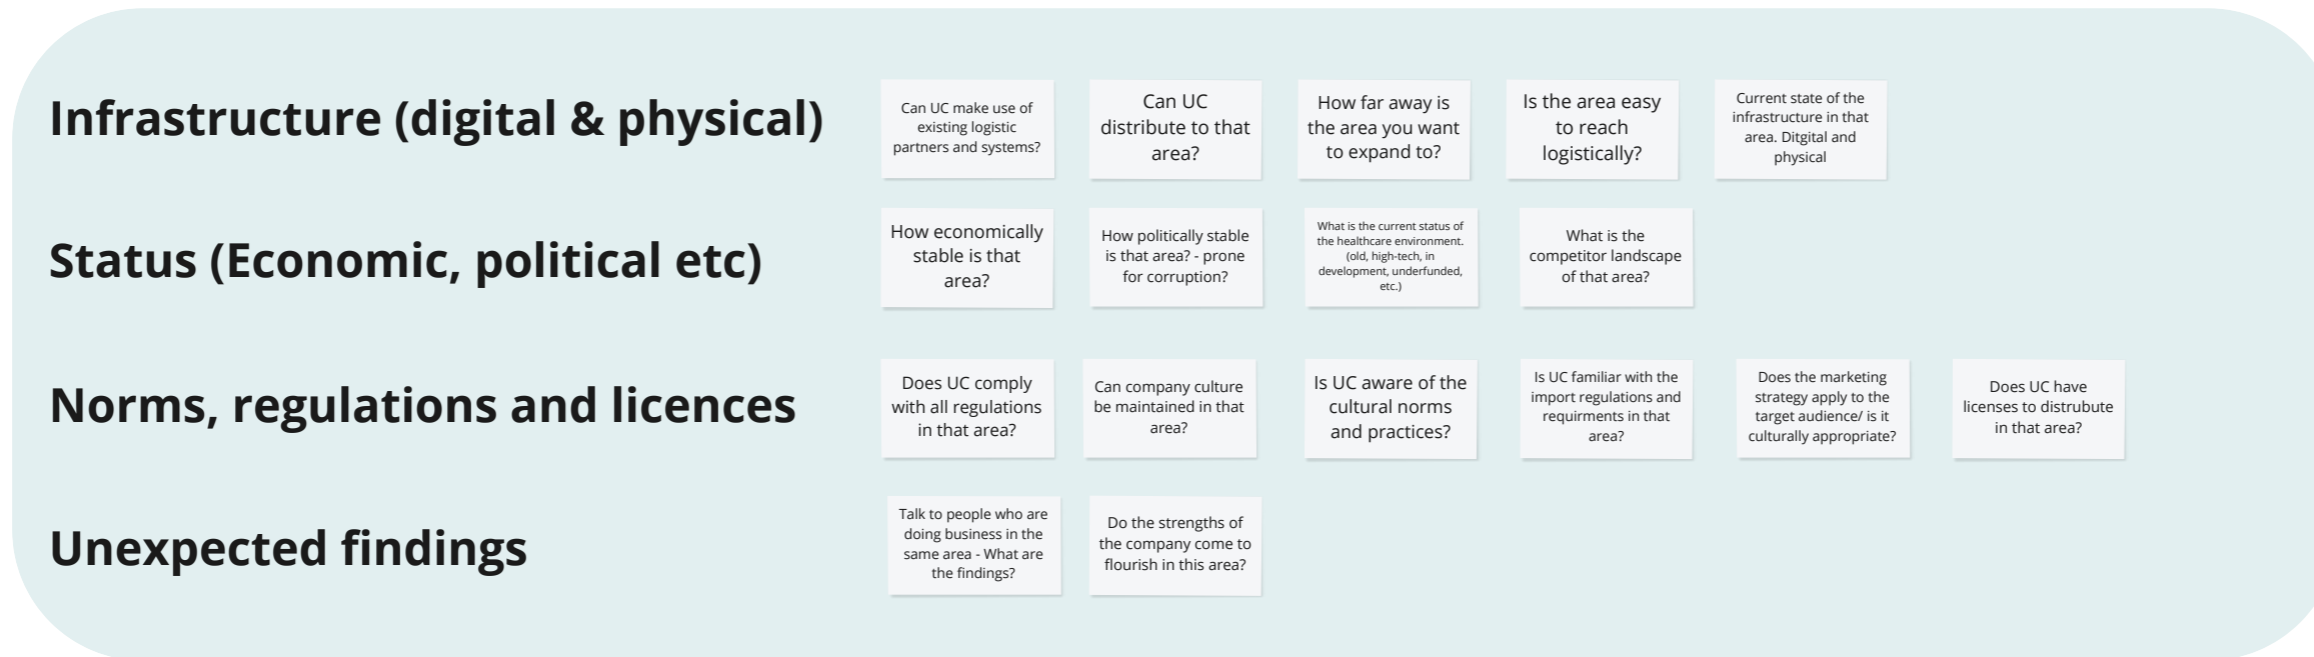 Infrastructure (digital & physical)
Can UC make use of
existing logistic
partners and systems?
Can UC
distribute to that
area?
How far away is
the area you want
to expand to?
Is the area easy
to reach
logistically?
Current state of the
infrastructure in that
area. Ditgital and
physical
Status (Economic, political etc)
How economically
stable is that
area?
How politically stable
is that area? - prone
for corruption?
What is the current status of
the healthcare environment.
(old, high-tech, in
development, underfunded,
etc.)
What is the
competitor landscape
of that area?
Norms, regulations and licences
Does UC comply
with all regulations
in that area?
Can company culture
be maintained in that
area?
Is UC aware of the
cultural norms
and practices?
Is UC familiar with the
import regulations and
requirments in that
area?
Does the marketing
strategy apply to the
target audience/ is it
culturally appropriate?
Does UC have
licenses to distrubute
in that area?
Unexpected findings
Talk to people who are
doing business in the
same area - What are
the findings?
Do the strengths of
the company come to
flourish in this area?